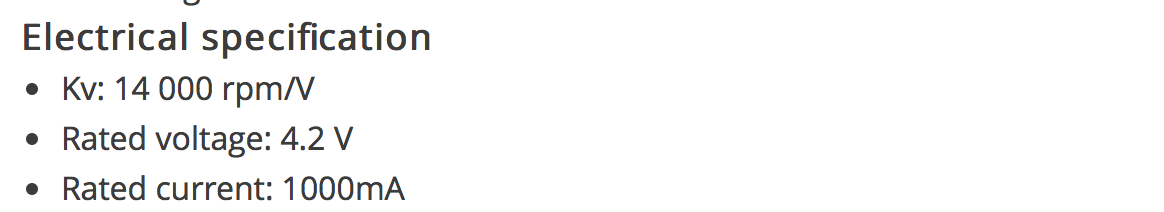 Electrical specification
• Kv: 14 000 rpm/V
• Rated voltage: 4.2 V
• Rated current: 1000mA